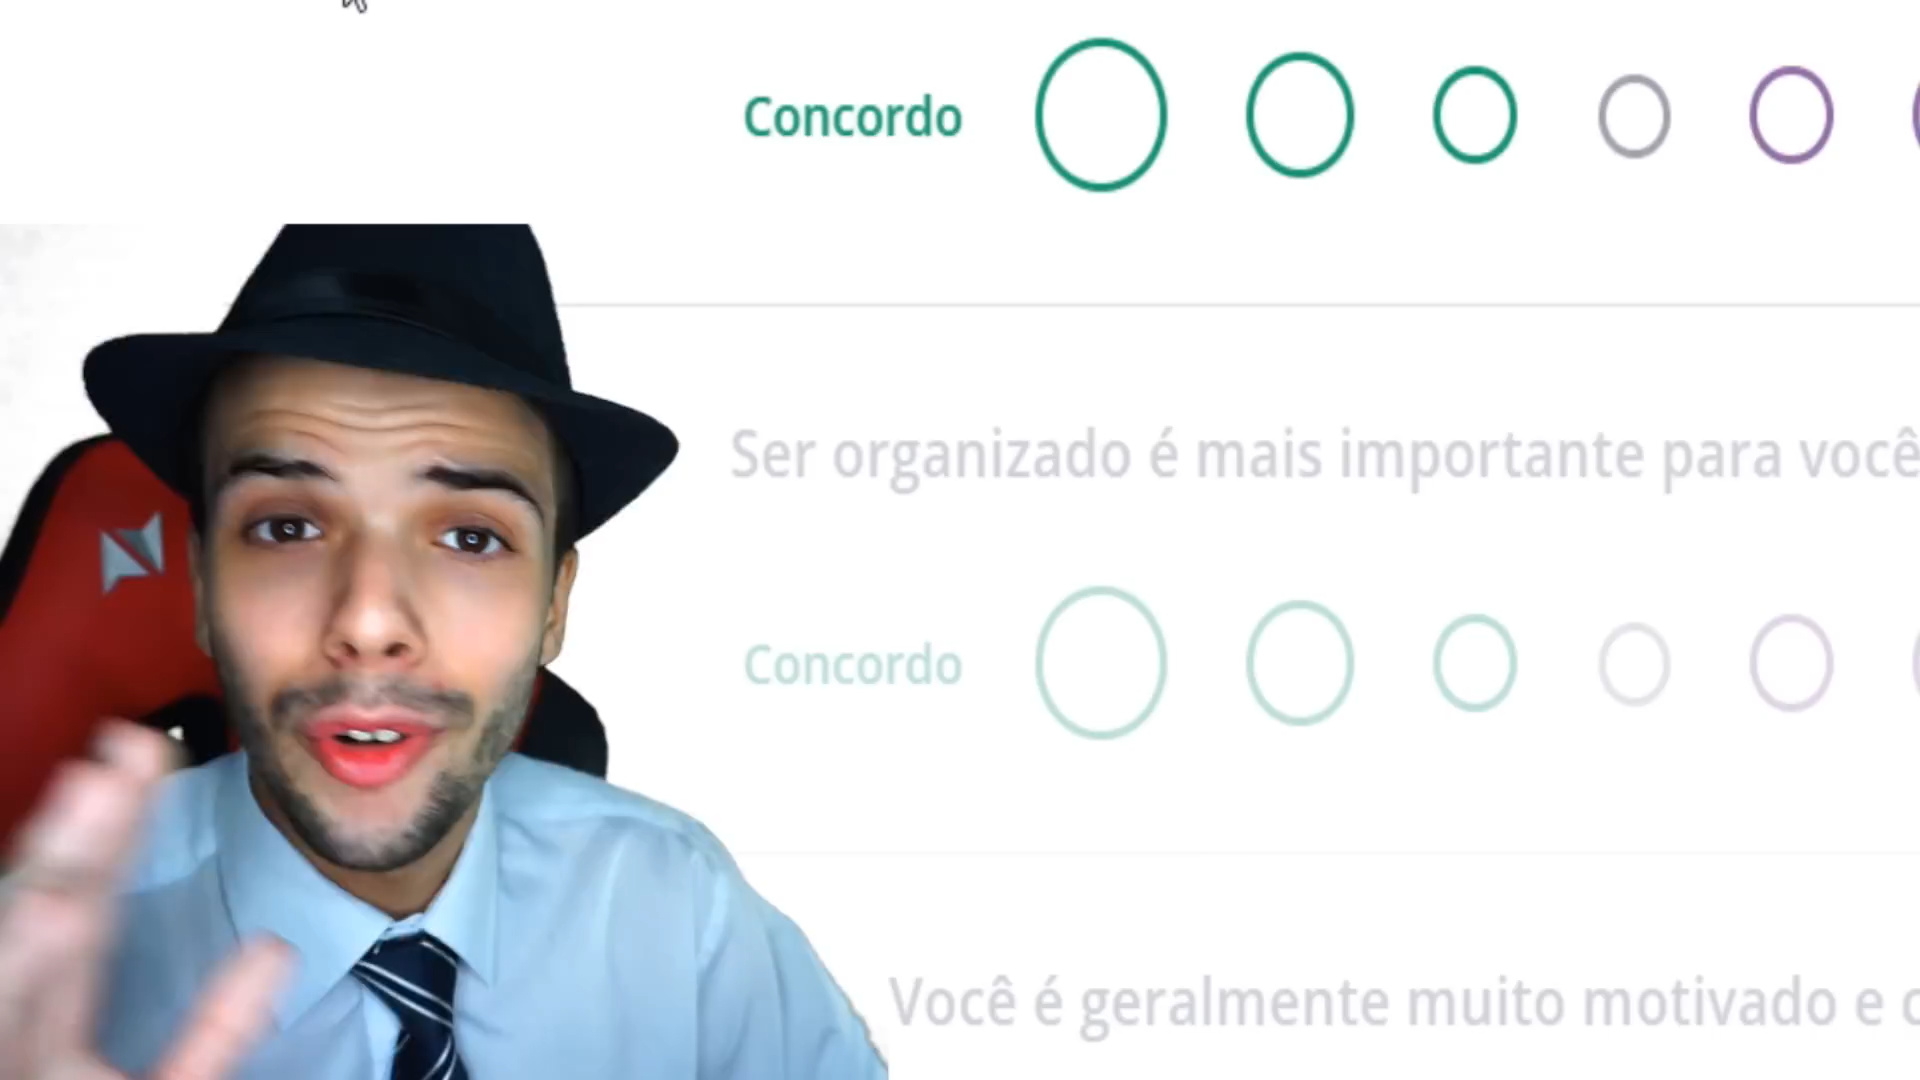 Concordo
Ser organizado é mais importante para você
Concordo
Você é geralmente muito motivado e